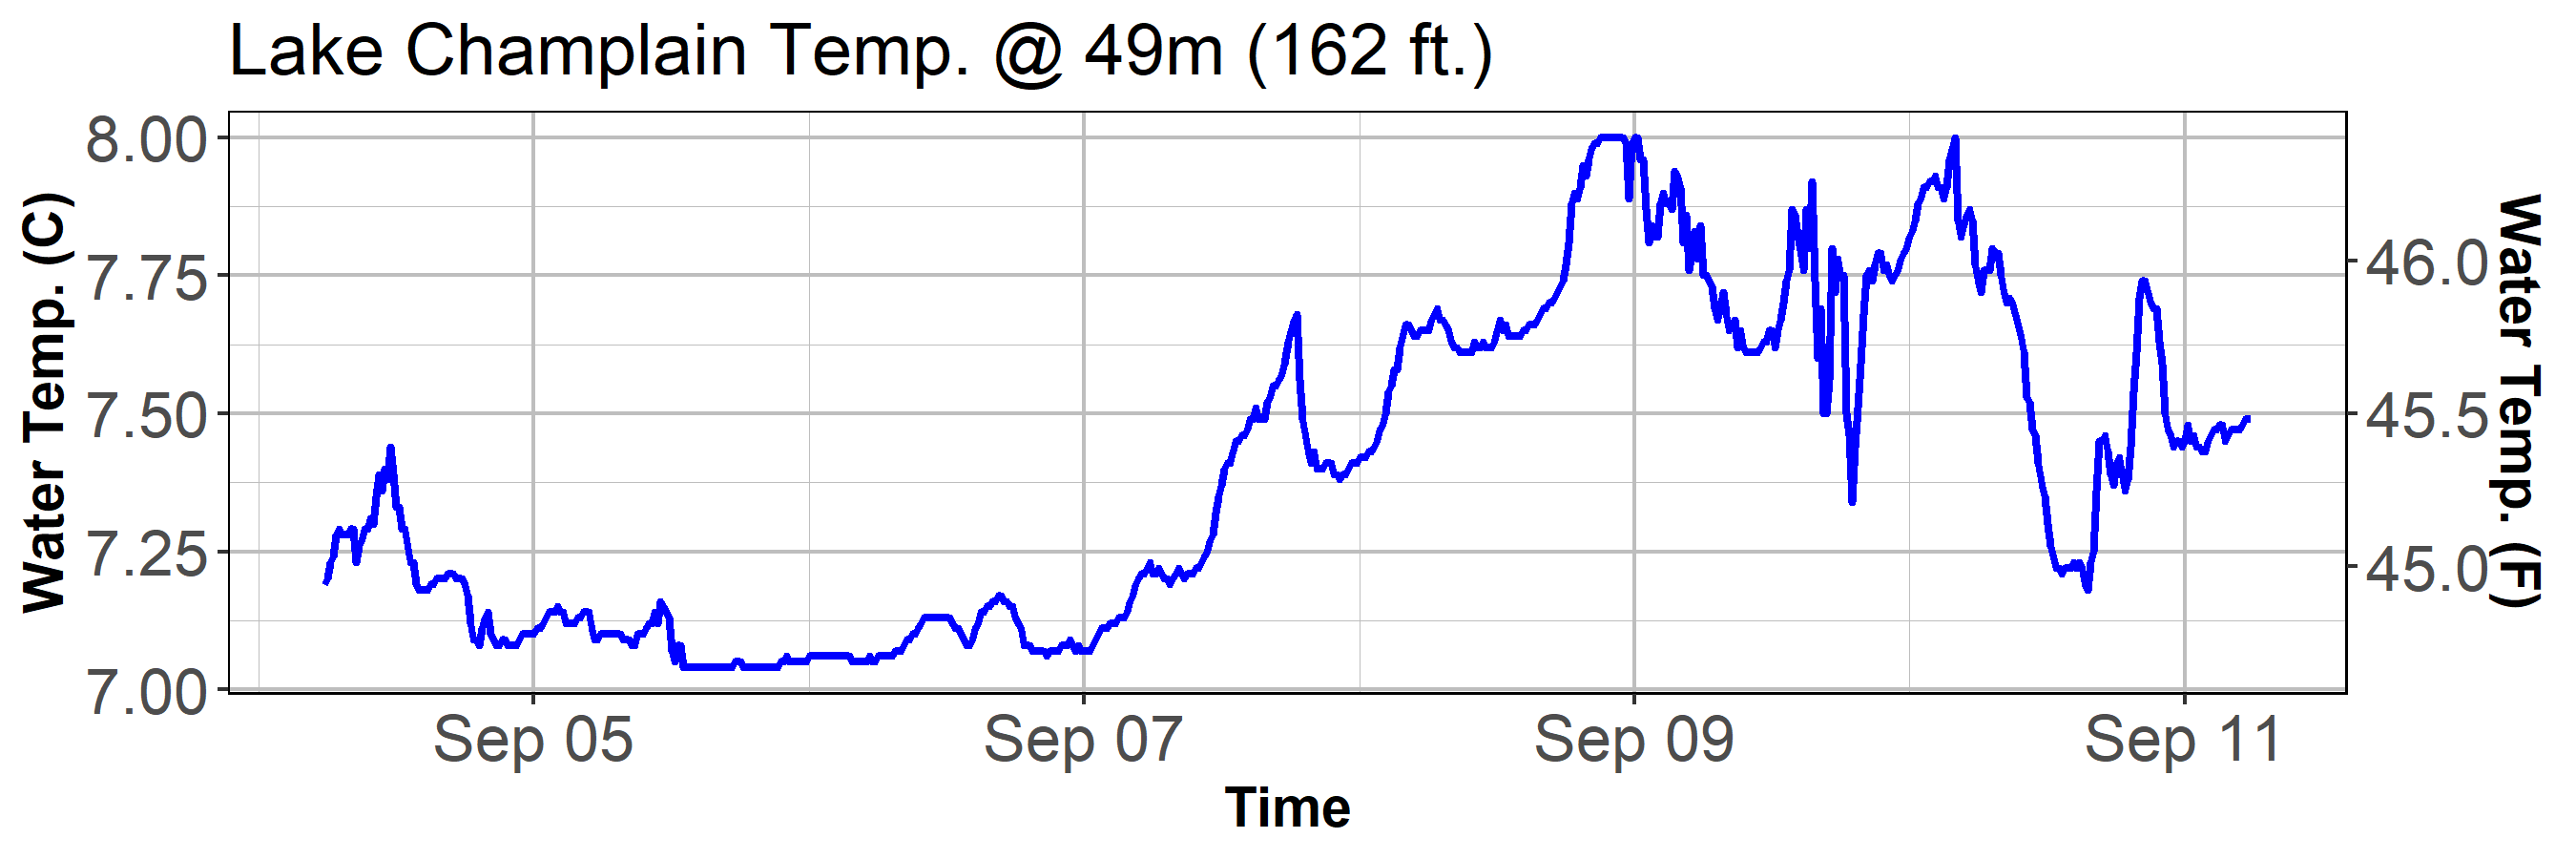 Lake Champlain Temp. @ 49m (162 ft.)
Water Temp. (C)
8.00
7.75
7.50
7.25
7.00
46.0
45.5
45.0
Water Temp. (F)
Sep 05
Sep 07
Sep 09
Sep 11
Time